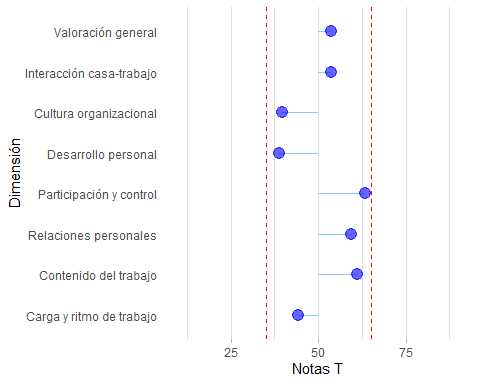 Valoración general
Interacción casa-trabajo
Cultura organizacional
Desarrollo personal
Participación y control
Relaciones personales
Contenido del trabajo
Carga y ritmo de trabajo
Dimensión
25 50 75
Notas T